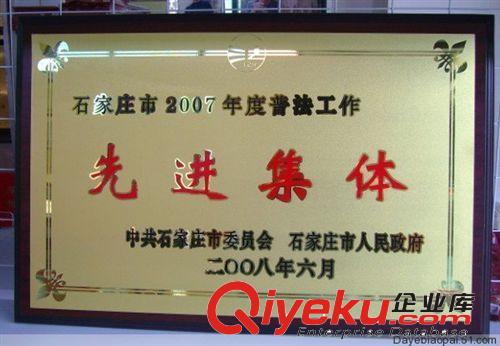 石家庄市2007年度普法工作
先进集体
中共石家庄市委员会 石家庄市人民政府
二〇〇八年六月
Qiyeku企业库
Enterprise Database
Dayebiaopai.51.com